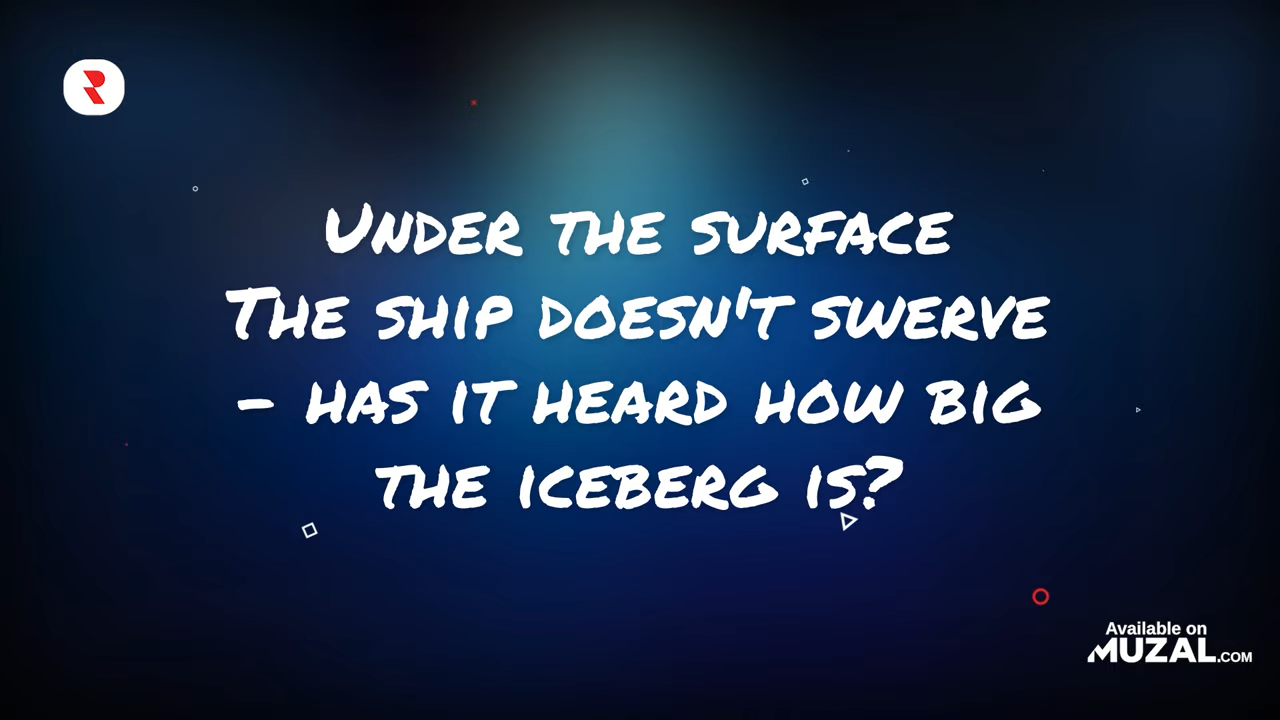 Under the surface
The ship doesn't swerve
- has it heard how big
the iceberg is?
Available on
MUZAL.COM